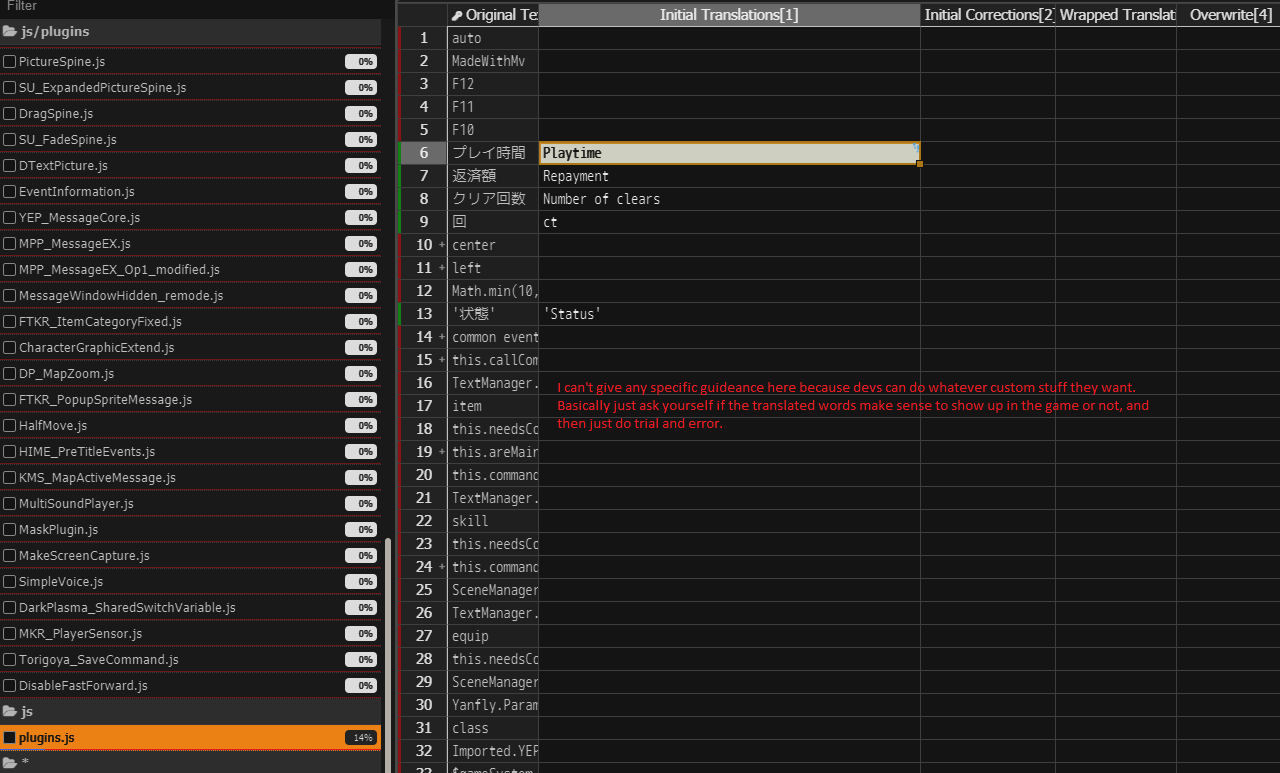 Filter
js/plugins
PictureSpine.js 0%
SU_ExpandedPictureSpine.js 0%
DragSpine.js 0%
SU_FadeSpine.js 0%
DTextPicture.js 0%
EventInformation.js 0%
YEP_MessageCore.js 0%
MPP_MessageEX.js 0%
MPP_MessageEX_Op1_modified.js 0%
MessageWindowHidden_remode.js 0%
FTKR_ItemCategoryFixed.js 0%
CharacterGraphicExtend.js 0%
DP_MapZoom.js 0%
FTKR_PopupSpriteMessage.js 0%
HalfMove.js 0%
HIME_PreTitleEvents.js 0%
KMS_MapActiveMessage.js 0%
MultiSoundPlayer.js 0%
MaskPlugin.js 0%
MakeScreenCapture.js 0%
SimpleVoice.js 0%
DarkPlasma_SharedSwitchVariable.js 0%
MKR_PlayerSensor.js 0%
Torigoya_SaveCommand.js 0%
DisableFastForward.js 0%
js
plugins.js 14%
*
Original Te Initial Translations[1] Initial Corrections[2] Wrapped Translati Overwrite[4]
1 auto
2 MadeWithMv
3 F12
4 F11
5 F10
6 プレイ時間 Playtime
7 返済額 Repayment
8 クリア回数 Number of clears
9 回 ct
10 + center
11 + left
12 Math.min(10,
13 '状態' 'Status'
14 + common event
15 + this.callCom
16 TextManager.
17 item
18 this.needsCo
19 + this.areMain
20 this.command
21 TextManager.
22 skill
23 this.needsCo
24 + this.command
25 SceneManager
26 TextManager.
27 equip
28 this.needsCo
29 SceneManager
30 Yanfly.Param
31 class
32 Imported.YEP
33 $gameSystem
I can't give any specific guideance here because devs can do whatever custom stuff they want.
Basically just ask yourself if the translated words make sense to show up in the game or not, and
then just do trial and error.